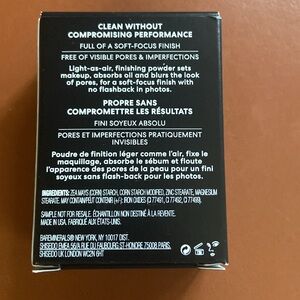 CLEAN WITHOUT
COMPROMISING PERFORMANCE
FULL OF A SOFT-FOCUS FINISH
FREE OF VISIBLE PORES & IMPERFECTIONS
Light-as-air, finishing powder sets
makeup, absorbs oil and blurs the look
of pores, for a soft-focus finish with
no flashback in photos.
PROPRE SANS
COMPROMETTRE LES RÉSULTATS
FINI SOYEUX ABSOLU
PORES ET IMPERFECTIONS PRATIQUEMENT
INVISIBLES
Poudre de finition léger comme l'air, fixe le
maquillage, absorbe le sébum et floute
l'apparence des pores de la peau pour un fini
soyeux sans flash-back pour les photos.
INGREDIENTS: ZEA MAYS (CORN) STARCH, CORN STARCH MODIFIED, ZINC STEARATE, MAGNESIUM
STEARATE. MAY CONTAIN/PEUT CONTENIR (+/-): IRON OXIDES (CI 77491, CI 77492, CI 77499).
SAMPLE NOT FOR RESALE. ÉCHANTILLON NON DESTINÉ À LA VENTE.
MADE IN USA. FABRIQUÉ AUX ÉTATS-UNIS.
BAREMINERALS® NEW YORK, NY 10017 DIST.
SHISEIDO EMEA, 56/A RUE DU FAUBOURG ST-HONORE 75008 PARIS.
SHISEIDO UK LONDON WC2N 6HT